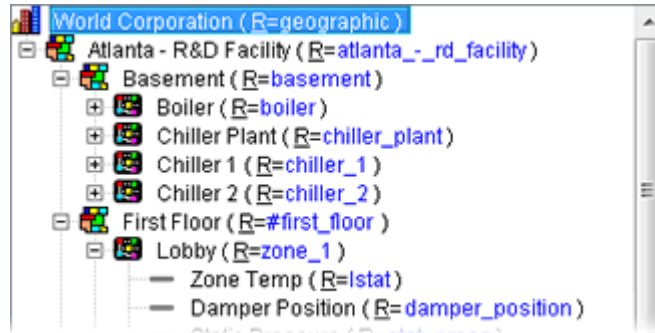 World Corporation ( R=geographic )
Atlanta - R&D Facility ( R=atlanta_-_rd_facility)
Basement ( R=basement )
Boiler ( R=boiler )
Chiller Plant ( R=chiller_plant )
Chiller 1 ( R=chiller_1 )
Chiller 2 ( R=chiller_2 )
First Floor ( R=#first_floor )
Lobby ( R=zone_1 )
Zone Temp ( R=lstat)
Damper Position ( R=damper_position )